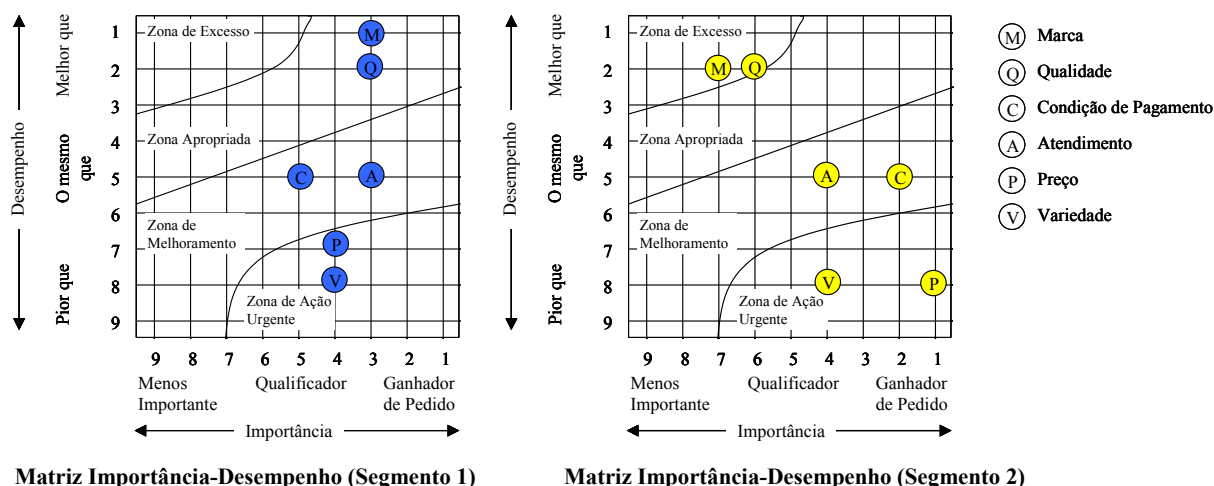 Desempenho
Melhor que
O mesmo que
Pior que
1
2
3
4
5
6
7
8
9
Zona de Excesso
Zona Apropriada
Zona de
Melhoramento
Zona de Ação
Urgente
M
Q
C
A
P
V
9 8 7 6 5 4 3 2 1
Menos
Importante
Qualificador
Ganhador
de Pedido
Importância
Matriz Importância-Desempenho (Segmento 1)
Desempenho
Melhor que
O mesmo que
Pior que
1
2
3
4
5
6
7
8
9
Zona de Excesso
Zona Apropriada
Zona de
Melhoramento
Zona de Ação
Urgente
M
Q
A
C
V
P
9 8 7 6 5 4 3 2 1
Menos
Importante
Qualificador
Ganhador
de Pedido
Importância
Matriz Importância-Desempenho (Segmento 2)
M Marca
Q Qualidade
C Condição de Pagamento
A Atendimento
P Preço
V Variedade